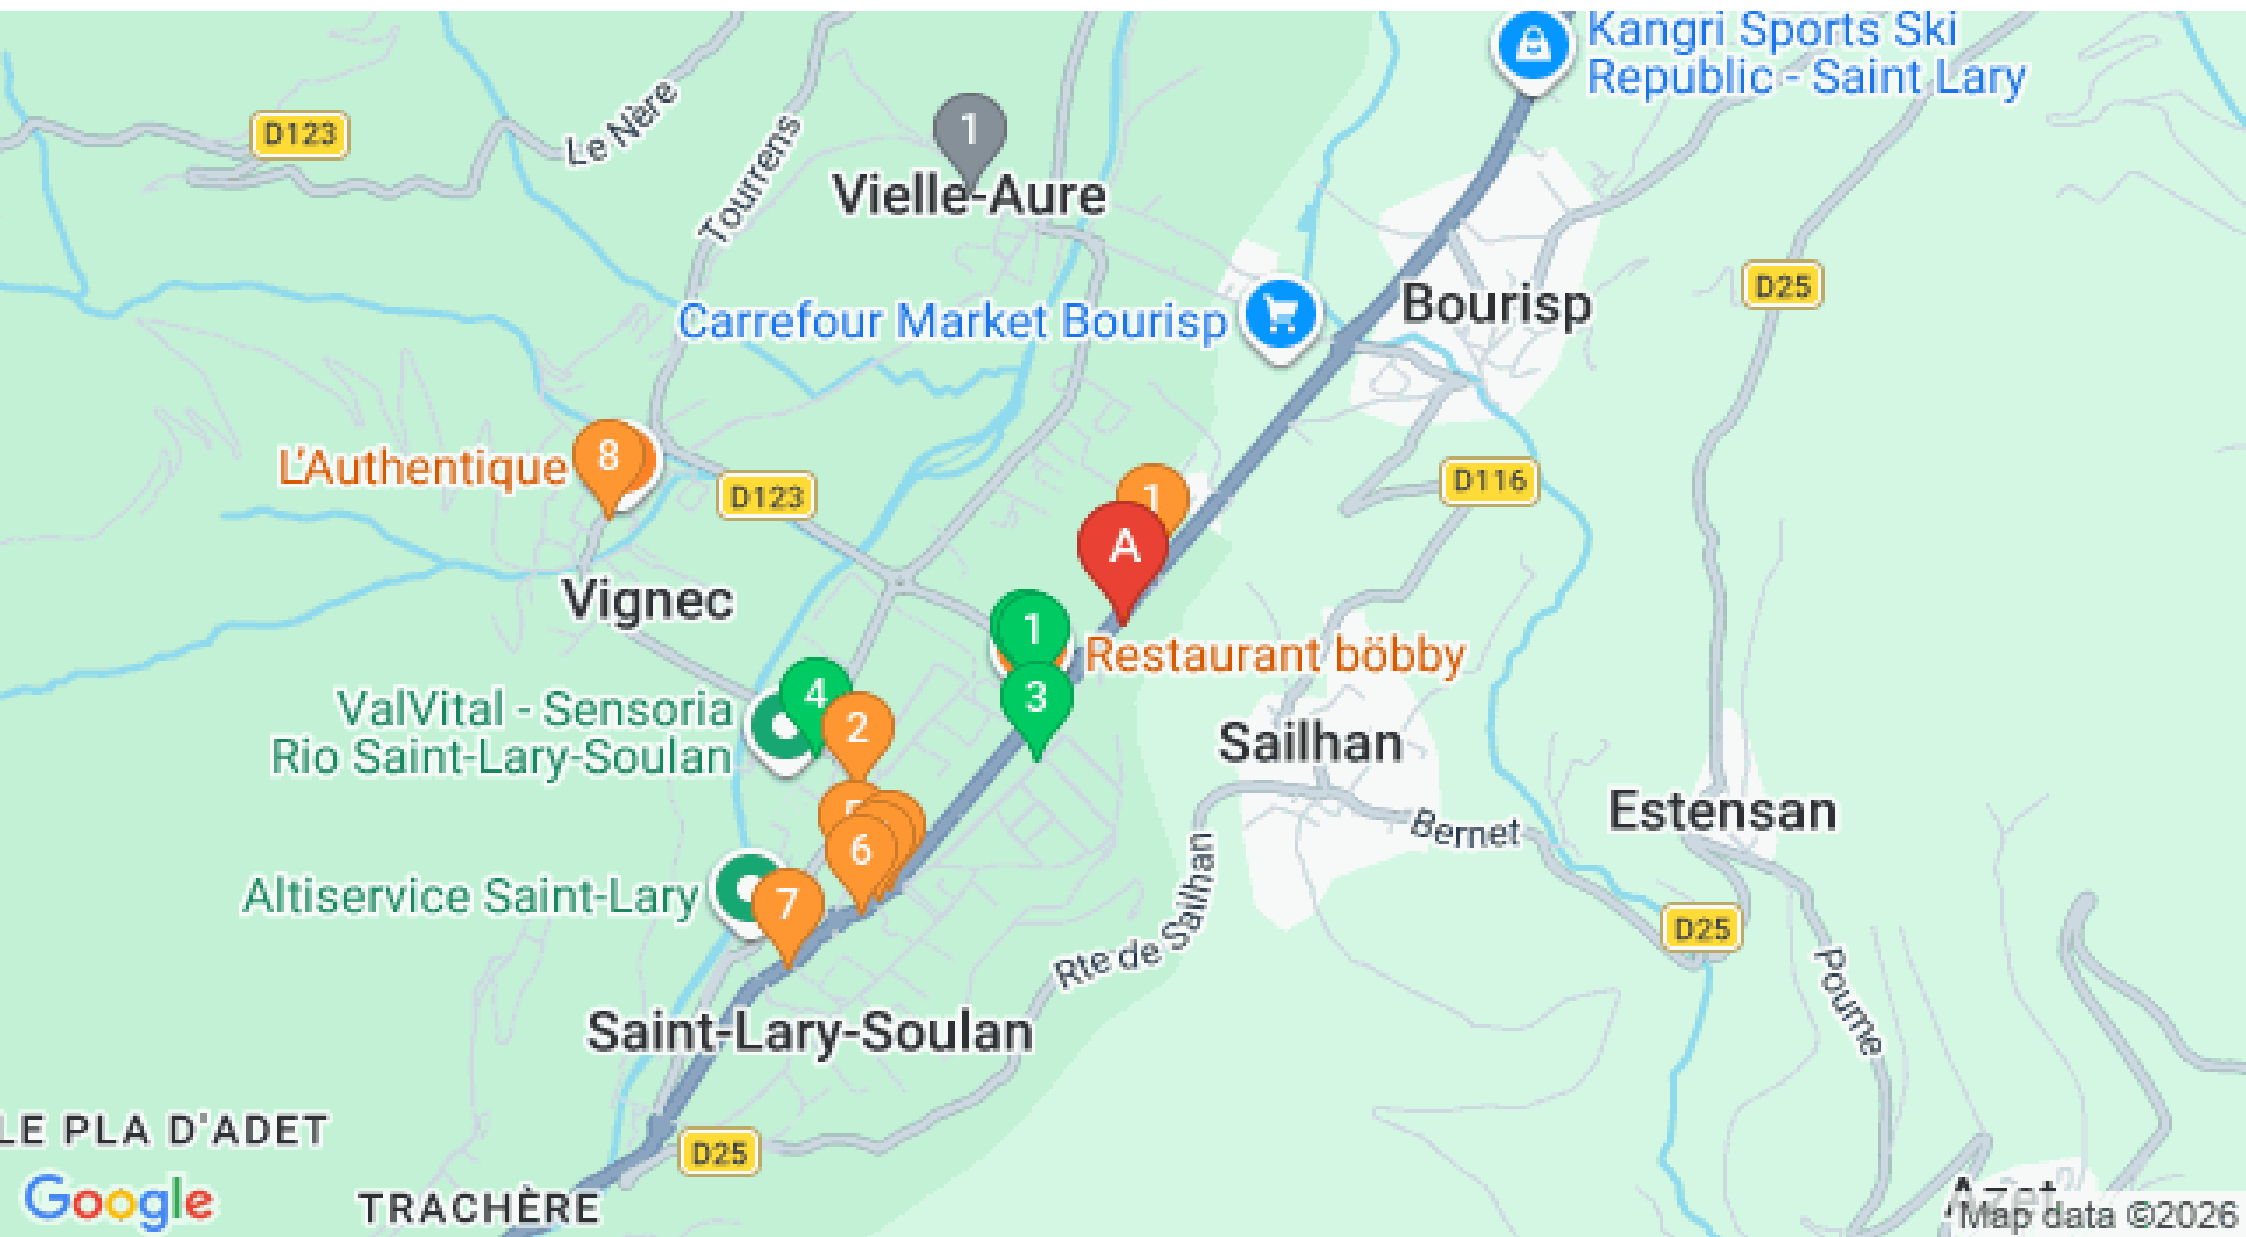 Kangri Sports Ski
Republic - Saint Lary
D123
Le Nère
Tourrens
1
Vielle-Aure
D25
Carrefour Market Bourisp
Bourisp
L'Authentique
8
D123
D116
1
A
Vignec
1
Restaurant böbby
ValVital - Sensoria
Rio Saint-Lary-Soulan
4
3
2
Sailhan
5
6
Estensan
Bernet
Altiservice Saint-Lary
7
Rte de Sailhan
D25
Poume
Saint-Lary-Soulan
LE PLA D'ADET
D25
Google
TRACHÈRE
Azet
Map data ©2026